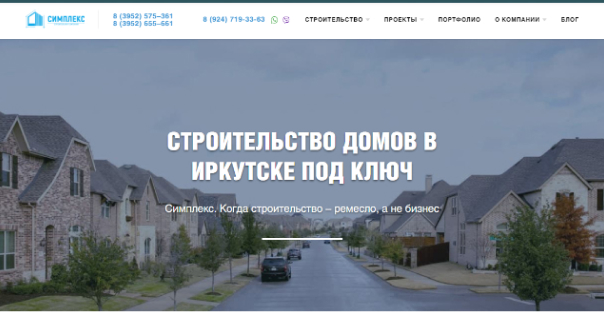 СИМПЛЕКС
8 (3952) 575–361
8 (3952) 655–661
8 (924) 719-33-63
СТРОИТЕЛЬСТВО
ПРОЕКТЫ
ПОРТФОЛИО
О КОМПАНИИ
БЛОГ
СТРОИТЕЛЬСТВО ДОМОВ В
ИРКУТСКЕ ПОД КЛЮЧ
Симплекс. Когда строительство – ремесло, а не бизнес